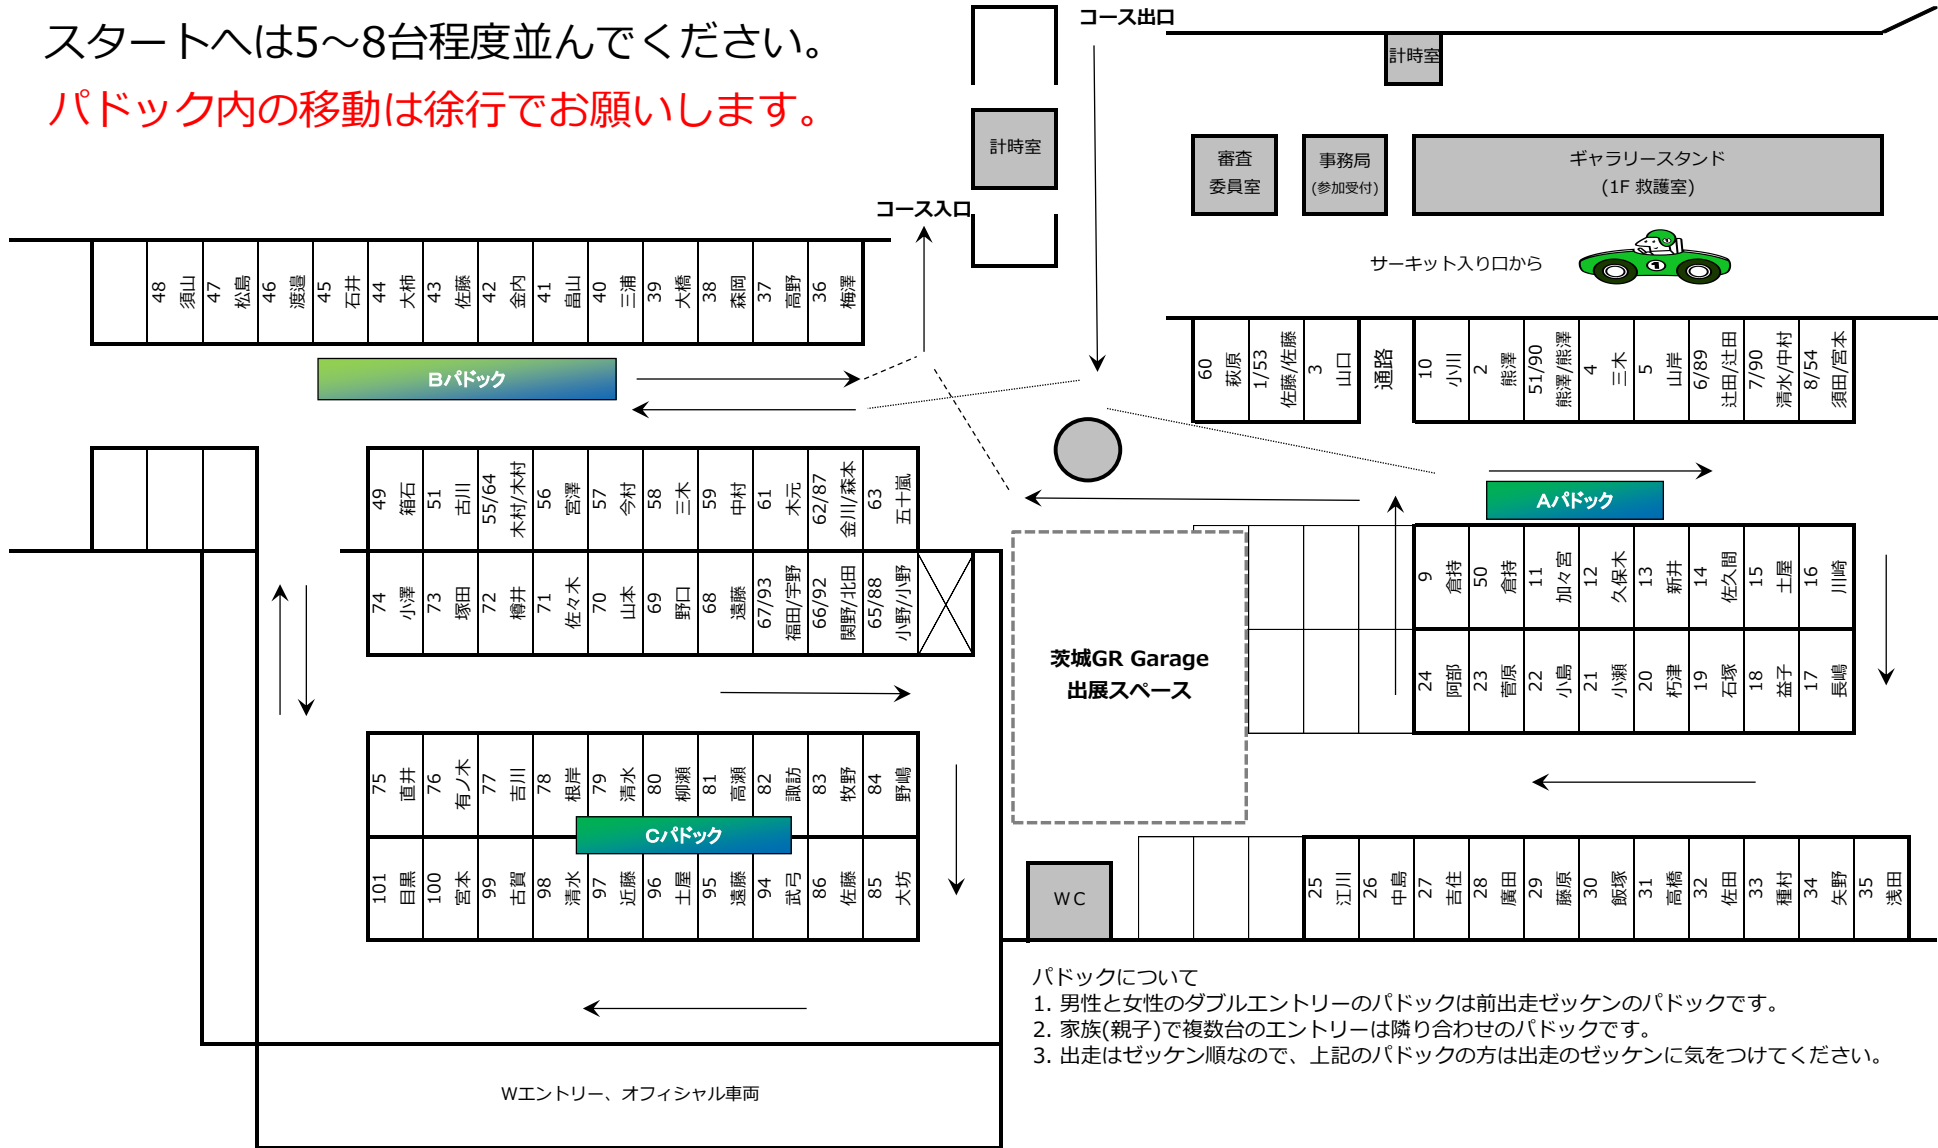 スタートへは5～8台程度並んでください。
パドック内の移動は徐行でお願いします。
コース出口
計時室
計時室
審査
委員室
事務局
(参加受付)
ギャラリースタンド
(1F 救護室)
コース入口
サーキット入り口から
1
48 須山
47 松島
46 渡邉
45 石井
44 大柿
43 佐藤
42 金内
41 畠山
40 三浦
39 大橋
38 森岡
37 高野
36 梅澤
60 萩原
1/53 佐藤/佐藤
3 山口
通路
10 小川
2 熊澤
51/90 熊澤/熊澤
4 三木
5 山岸
6/89 辻田/辻田
7/90 清水/中村
8/54 須田/宮本
Bパドック
Aパドック
49 箱石
51 古川
55/64 木村/木村
56 宮澤
57 今村
58 三木
59 中村
61 木元
62/87 金川/森本
63 五十嵐
9 倉持
50 倉持
11 加々宮
12 久保木
13 新井
14 佐久間
15 土屋
16 川崎
74 小澤
73 塚田
72 樽井
71 佐々木
70 山本
69 野口
68 遠藤
67/93 福田/宇野
66/92 関野/北田
65/88 小野/小野
茨城GR Garage
出展スペース
24 阿部
23 菅原
22 小島
21 小瀬
20 朽津
19 石塚
18 益子
17 長嶋
75 直井
76 有ノ木
77 吉川
78 根岸
79 清水
80 柳瀬
81 高瀬
82 諏訪
83 牧野
84 野嶋
Cパドック
101 目黒
100 宮本
99 古賀
98 清水
97 近藤
96 土屋
95 遠藤
94 武弓
86 佐藤
85 大坊
WC
25 江川
26 中島
27 吉住
28 廣田
29 藤原
30 飯塚
31 高橋
32 佐田
33 種村
34 矢野
35 浅田
パドックについて
1. 男性と女性のダブルエントリーのパドックは前出走ゼッケンのパドックです。
2. 家族(親子)で複数台のエントリーは隣り合わせのパドックです。
3. 出走はゼッケン順なので、上記のパドックの方は出走のゼッケンに気をつけてください。
Wエントリー、オフィシャル車両